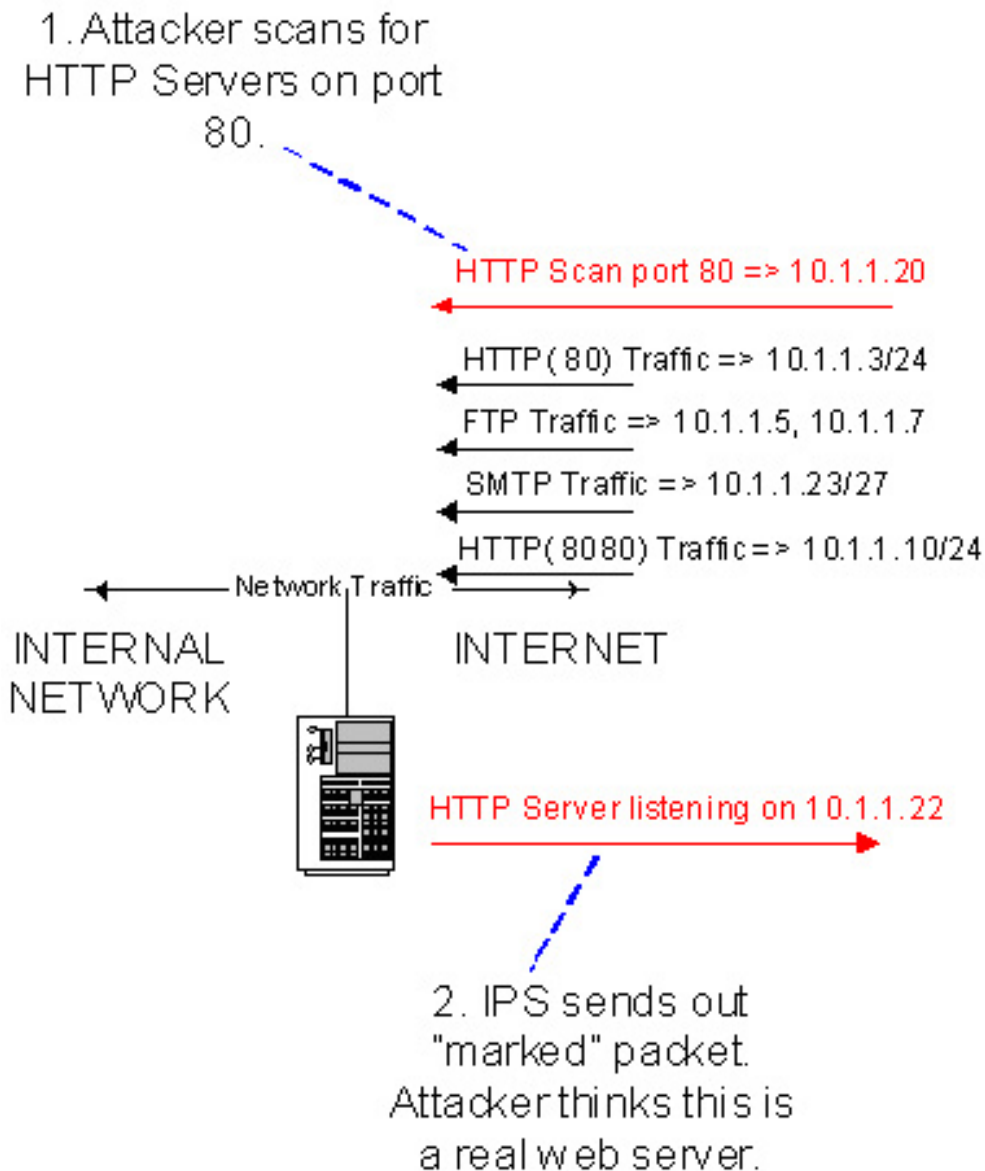 1. Attacker scans for
HTTP Servers on port
80.
HTTP Scan port 80 => 10.1.1.20
HTTP(80) Traffic => 10.1.1.3/24
FTP Traffic => 10.1.1.5, 10.1.1.7
SMTP Traffic => 10.1.1.23/27
HTTP(8080) Traffic => 10.1.1.10/24
Network Traffic
INTERNAL
NETWORK
INTERNET
HTTP Server listening on 10.1.1.22
2. IPS sends out
"marked" packet.
Attacker thinks this is
a real web server.